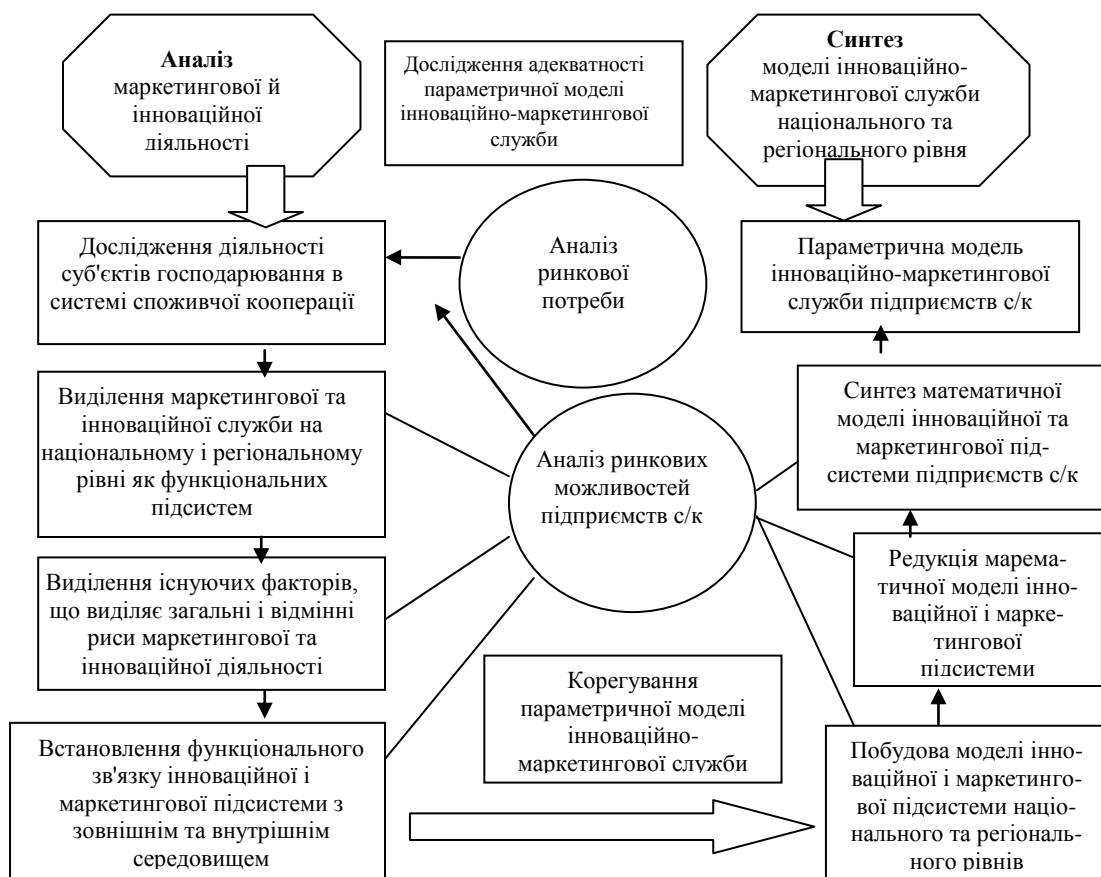 Аналіз
маркетингової й
інноваційної
діяльності
Дослідження адекватності
параметричної моделі
інноваційно-маркетингової
служби
Синтез
моделі інноваційно-
маркетингової служби
національного та
регіонального рівня
Дослідження діяльності
суб'єктів господарювання в
системі споживчої кооперації
Аналіз
ринкової
потреби
Параметрична модель
інноваційно-маркетингової
служби підприємств с/к
Виділення маркетингової та
інноваційної служби на
національному і регіональному
рівні як функціональних
підсистем
Аналіз ринкових
можливостей
підприємств с/к
Синтез математичної
моделі інноваційної та
маркетингової під-
системи підприємств с/к
Виділення існуючих факторів,
що виділяє загальні і відмінні
риси маркетингової та
інноваційної діяльності
Редукція марема-
тичної моделі інно-
ваційної і марке-
тингової
підсистеми
Корегування
параметричної моделі
інноваційно-
маркетингової служби
Встановлення функціонального
зв'язку інноваційної і
маркетингової підсистеми з
зовнішнім та внутрішнім
середовищем
Побудова моделі інно-
ваційної і маркетинго-
вої підсистеми націо-
нального та регіональ-
ного рівнів